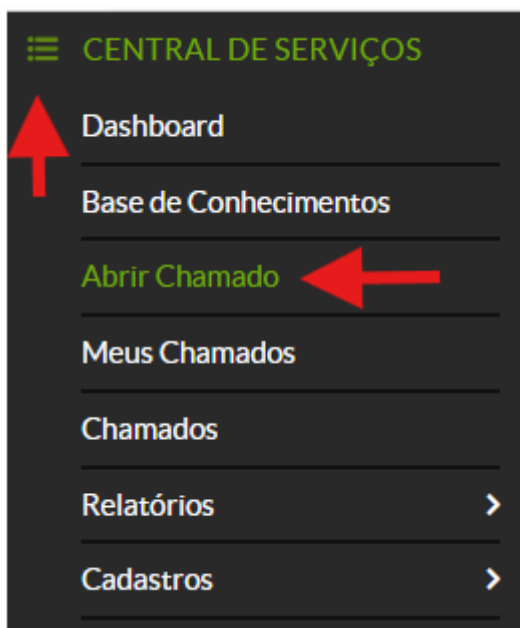 CENTRAL DE SERVIÇOS
Dashboard
Base de Conhecimentos
Abrir Chamado
Meus Chamados
Chamados
Relatórios
Cadastros